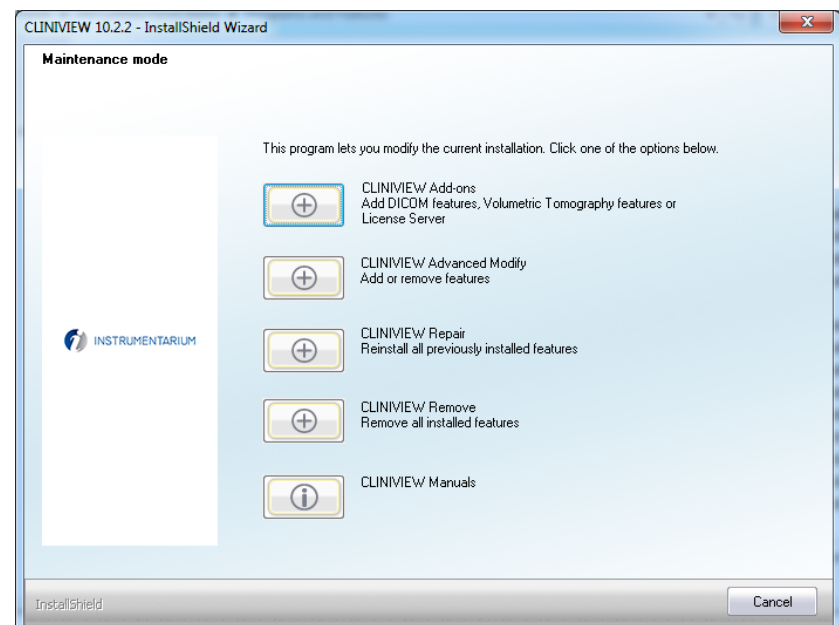 CLINIVIEW 10.2.2 - InstallShield Wizard
Maintenance mode
This program lets you modify the current installation. Click one of the options below.
CLINIVIEW Add-ons
Add DICOM features, Volumetric Tomography features or
License Server
CLINIVIEW Advanced Modify
Add or remove features
INSTRUMENTARIUM
CLINIVIEW Repair
Reinstall all previously installed features
CLINIVIEW Remove
Remove all installed features
CLINIVIEW Manuals
InstallShield
Cancel